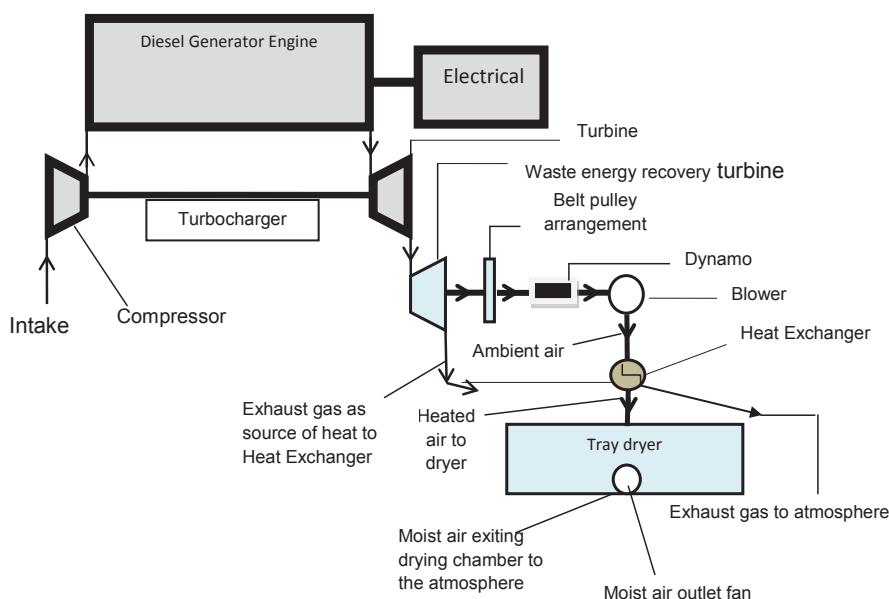 Diesel Generator Engine
Electrical
Turbine
Waste energy recovery turbine
Belt pulley
arrangement
Turbocharger
Dynamo
Blower
Intake
Compressor
Ambient air
Heat Exchanger
Exhaust gas as
source of heat to
Heat Exchanger
Heated
air to
dryer
Tray dryer
Exhaust gas to atmosphere
Moist air exiting
drying chamber to
the atmosphere
Moist air outlet fan